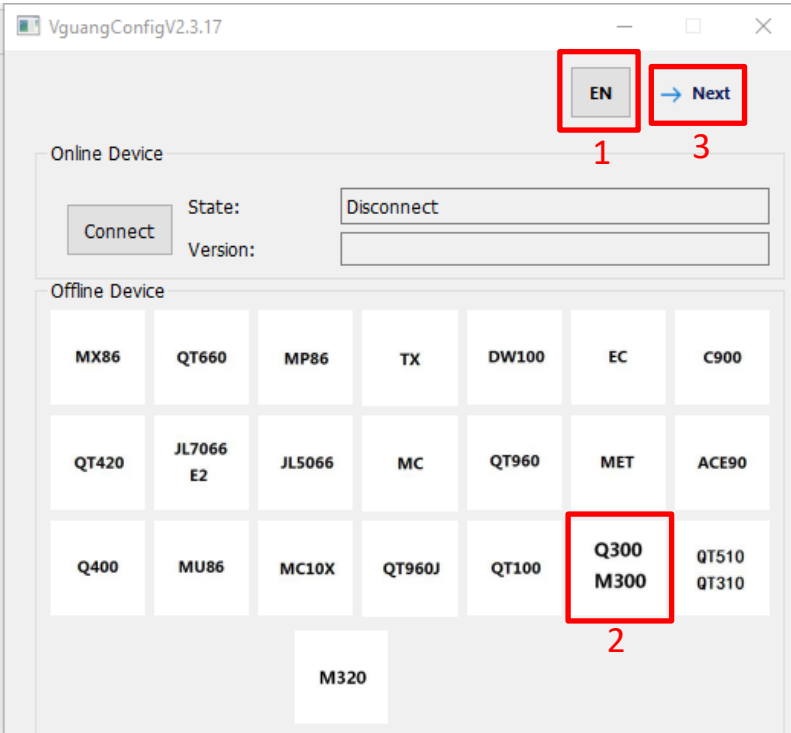 VguangConfigV2.3.17
EN
Next
1
3
Online Device
Connect
State:
Disconnect
Version:
Offline Device
MX86
QT660
MP86
TX
DW100
EC
C900
QT420
JL7066
E2
JL5066
MC
QT960
MET
ACE90
Q400
MU86
MC10X
QT960J
QT100
Q300
M300
QT510
QT310
2
M320